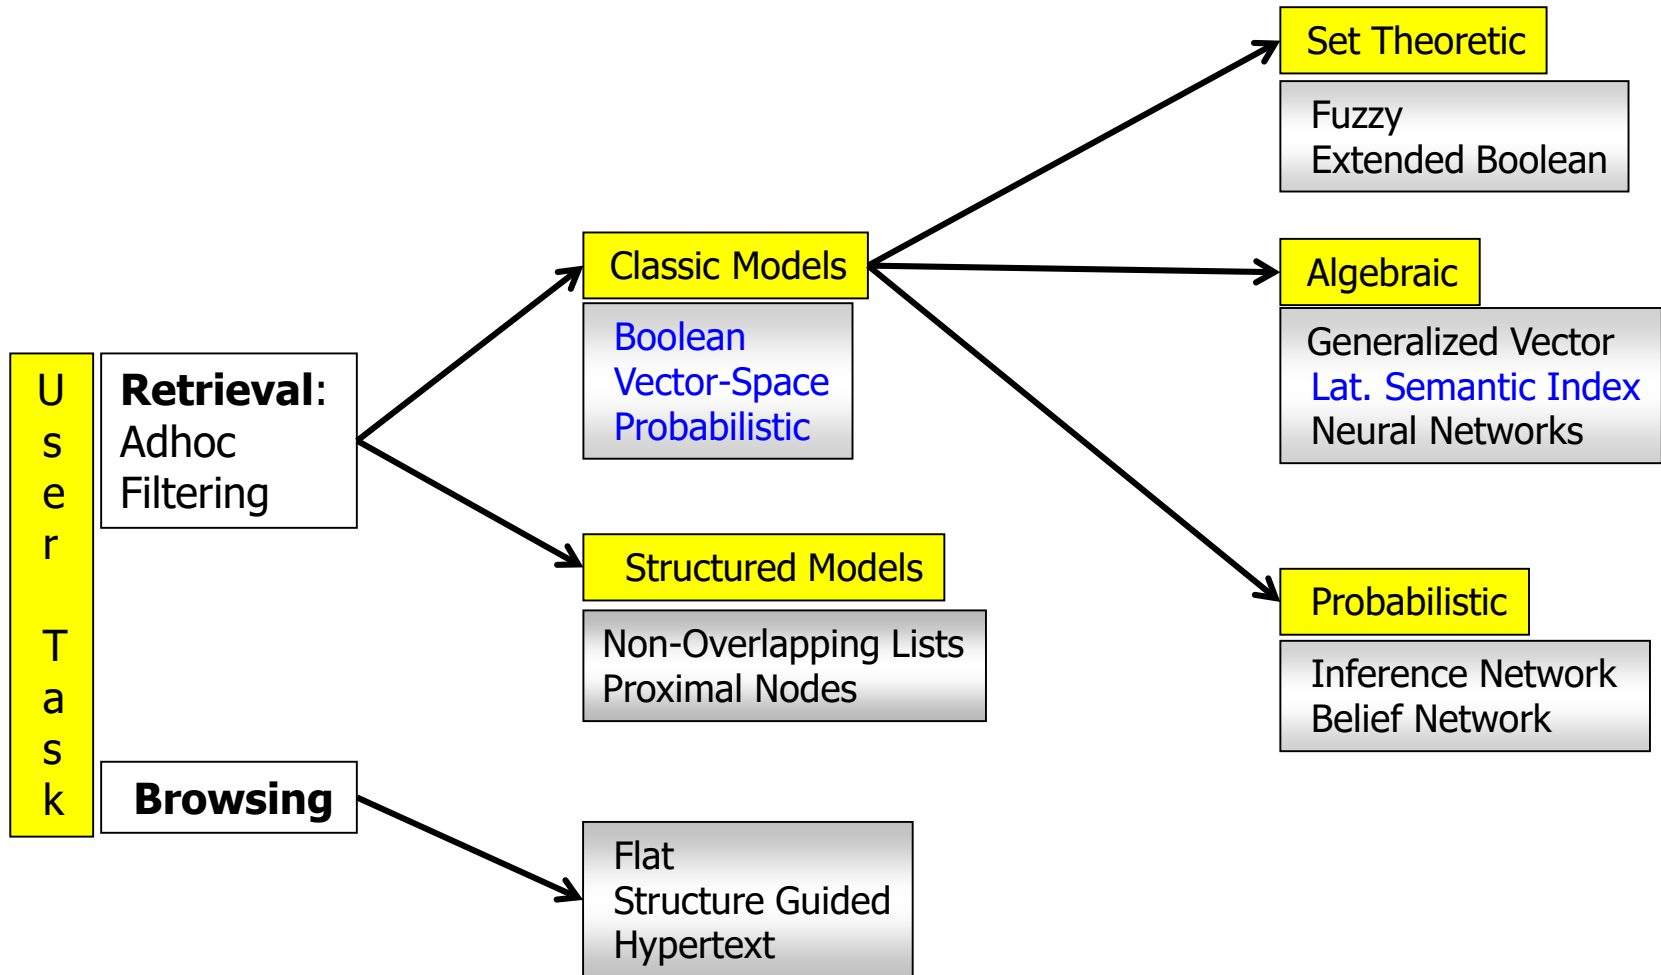 User Task
Retrieval:
Adhoc
Filtering
Browsing
Classic Models
Boolean
Vector-Space
Probabilistic
Structured Models
Non-Overlapping Lists
Proximal Nodes
Flat
Structure Guided
Hypertext
Set Theoretic
Fuzzy
Extended Boolean
Algebraic
Generalized Vector
Lat. Semantic Index
Neural Networks
Probabilistic
Inference Network
Belief Network